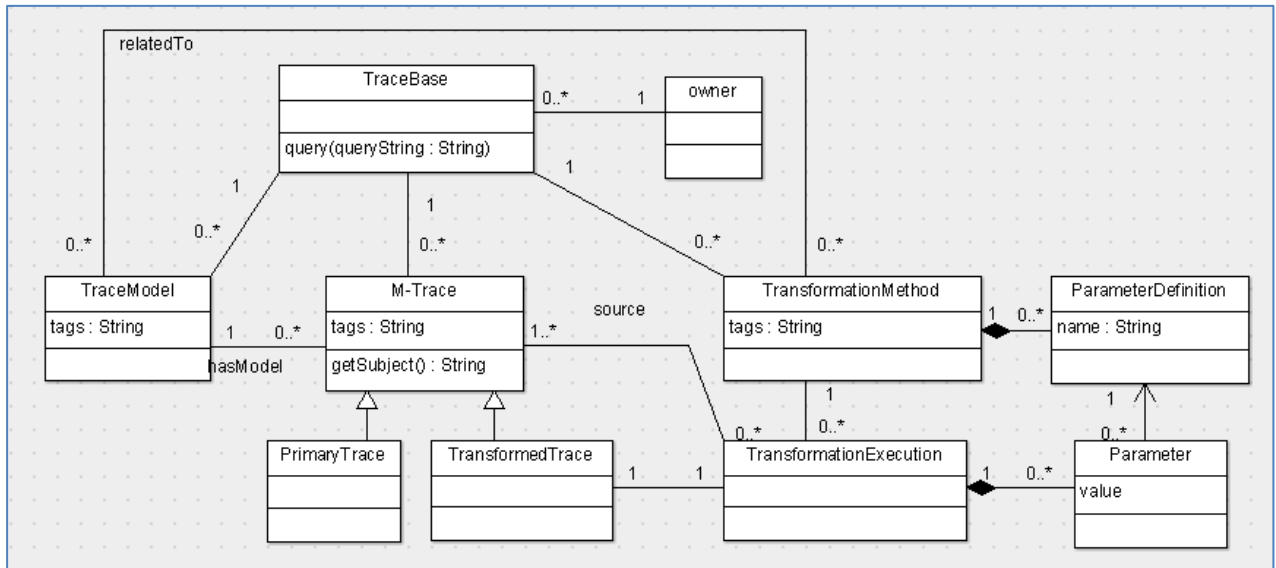 relatedTo
TraceBase
query(queryString : String)
0..* 1
owner
1
0..*
1
0..*
1
0..*
0..*
0..*
TraceModel
tags : String
1 0..*
hasModel
M-Trace
tags : String
getSubject() : String
1..*
source
0..*
TransformationMethod
tags : String
1 0..*
ParameterDefinition
name : String
1
0..*
1
0..*
PrimaryTrace
TransformedTrace
1 1
TransformationExecution
1 0..*
Parameter
value